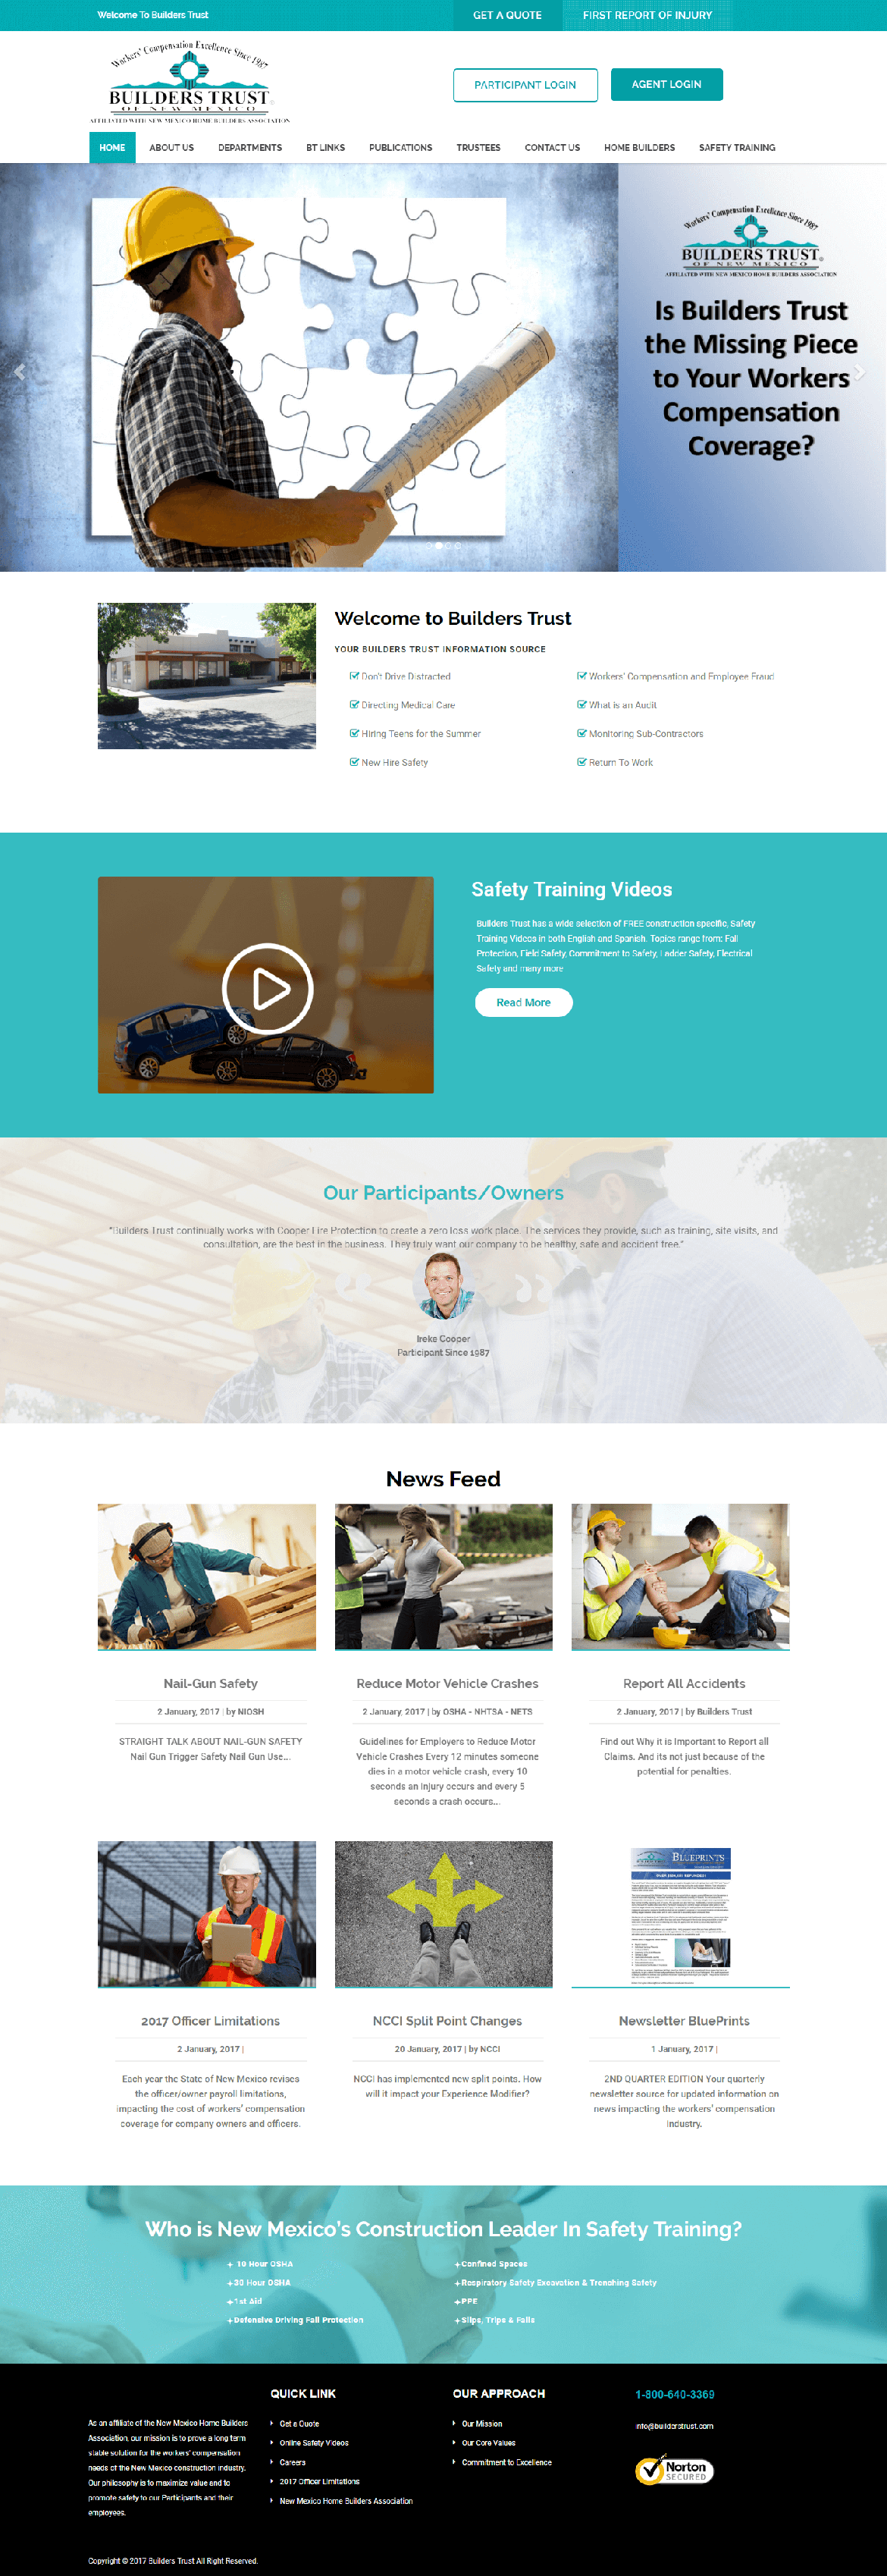 Welcome To Builders Trust
GET A QUOTE
FIRST REPORT OF INJURY
Workers' Compensation Excellence Since 1987
BUILDERS TRUST
OF NEW MEXICO
AFFILIATED WITH NEW MEXICO HOME BUILDERS ASSOCIATION
PARTICIPANT LOGIN
AGENT LOGIN
HOME
ABOUT US
DEPARTMENTS
BT LINKS
PUBLICATIONS
TRUSTEES
CONTACT US
HOME BUILDERS
SAFETY TRAINING
Workers' Compensation Excellence Since 1987
BUILDERS TRUST
OF NEW MEXICO
AFFILIATED WITH NEW MEXICO HOME BUILDERS ASSOCIATION
Is Builders Trust
the Missing Piece
to Your Workers
Compensation
Coverage?
Welcome to Builders Trust
YOUR BUILDERS TRUST INFORMATION SOURCE
Don't Drive Distracted
Workers' Compensation and Employee Fraud
Directing Medical Care
What is an Audit
Hiring Teens for the Summer
Monitoring Sub-Contractors
New Hire Safety
Return To Work
Safety Training Videos
Builders Trust has a wide selection of FREE construction specific, Safety
Training Videos in both English and Spanish. Topics range from: Fall
Protection, Field Safety, Commitment to Safety, Ladder Safety, Electrical
Safety and many more
Read More
Our Participants/Owners
"Builders Trust continually works with Cooper Fire Protection to create a zero loss work place. The services they provide, such as training, site visits, and
consultation, are the best in the business. They truly want our company to be healthy, safe and accident free."
Ireke Cooper
Participant Since 1987
News Feed
Nail-Gun Safety
2 January, 2017 | by NIOSH
STRAIGHT TALK ABOUT NAIL-GUN SAFETY
Nail Gun Trigger Safety Nail Gun Use...
Reduce Motor Vehicle Crashes
2 January, 2017 | by OSHA - NHTSA - NETS
Guidelines for Employers to Reduce Motor
Vehicle Crashes Every 12 minutes someone
dies in a motor vehicle crash, every 10
seconds an injury occurs and every 5
seconds a crash occurs...
Report All Accidents
2 January, 2017 | by Builders Trust
Find out Why it is Important to Report all
Claims. And its not just because of the
potential for penalties.
BLUEPRINTS
2017 Officer Limitations
2 January, 2017 |
Each year the State of New Mexico revises
the officer/owner payroll limitations,
impacting the cost of workers' compensation
coverage for company owners and officers.
NCCI Split Point Changes
20 January, 2017 | by NCCI
NCCI has implemented new split points. How
will it impact your Experience Modifier?
Newsletter BluePrints
1 January, 2017 |
2ND QUARTER EDITION Your quarterly
newsletter source for updated information on
news impacting the workers' compensation
industry.
Who is New Mexico's Construction Leader In Safety Training?
+ 10 Hour OSHA
+Confined Spaces
+30 Hour OSHA
+Respiratory Safety Excavation & Trenching Safety
+1st Aid
+PPE
+Defensive Driving Fall Protection
+Slips, Trips & Falls
As an affiliate of the New Mexico Home Builders
Association, our mission is to prove a long term
stable solution for the workers' compensation
needs of the New Mexico construction industry.
Our philosophy is to maximize value and to
promote safety to our Participants and their
employees.
QUICK LINK
Get a Quote
Online Safety Videos
Careers
2017 Officer Limitations
New Mexico Home Builders Association
OUR APPROACH
Our Mission
Our Core Values
Commitment to Excellence
1-800-640-3369
info@builderstrust.com
Norton
SECURED
Copyright © 2017 Builders Trust All Right Reserved.